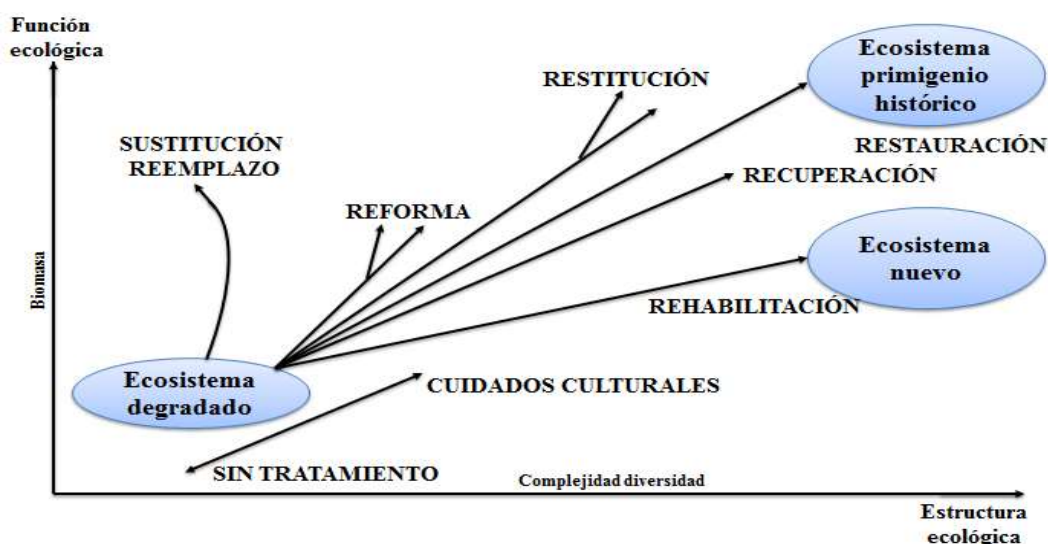 Función
ecológica
Ecosistema
primigenio
histórico
RESTITUCIÓN
SUSTITUCIÓN
REEMPLAZO
RESTAURACIÓN
RECUPERACIÓN
REFORMA
Ecosistema
nuevo
Biomasa
REHABILITACIÓN
Ecosistema
degradado
CUIDADOS CULTURALES
SIN TRATAMIENTO
Complejidad diversidad
Estructura
ecológica